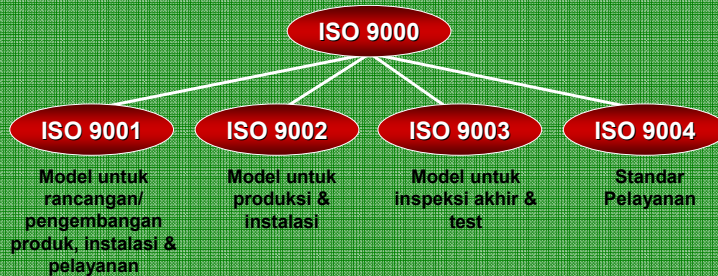 ISO 9000
ISO 9001
ISO 9002
ISO 9003
ISO 9004
Model untuk
rancangan/
pengembangan
produk, instalasi &
pelayanan
Model untuk
produksi &
instalasi
Model untuk
inspeksi akhir &
test
Standar
Pelayanan